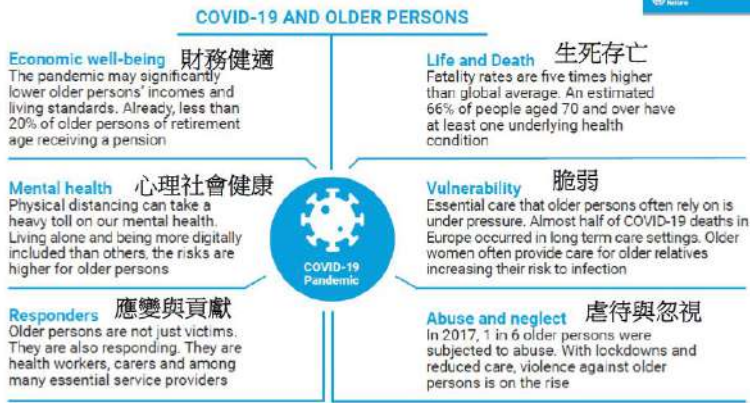 COVID-19 AND OLDER PERSONS
Economic well-being 財務健適
The pandemic may significantly
lower older persons' incomes and
living standards. Already, less than
20% of older persons of retirement
age receiving a pension
Mental health 心理社會健康
Physical distancing can take a
heavy toll on our mental health.
Living alone and being more digitally
included than others, the risks are
higher for older persons
Responders 應變與貢獻
Older persons are not just victims.
They are also responding. They are
health workers, carers and among
many essential service providers
COVID-19
Pandemic
Life and Death 生死存亡
Fatality rates are five times higher
than global average. An estimated
66% of people aged 70 and over have
at least one underlying health
condition
Vulnerability 脆弱
Essential care that older persons often rely on is
under pressure. Almost half of COVID-19 deaths in
Europe occurred in long term care settings. Older
women often provide care for older relatives
increasing their risk to infection
Abuse and neglect 虐待與忽視
In 2017, 1 in 6 older persons were
subjected to abuse. With lockdowns and
reduced care, violence against older
persons is on the rise